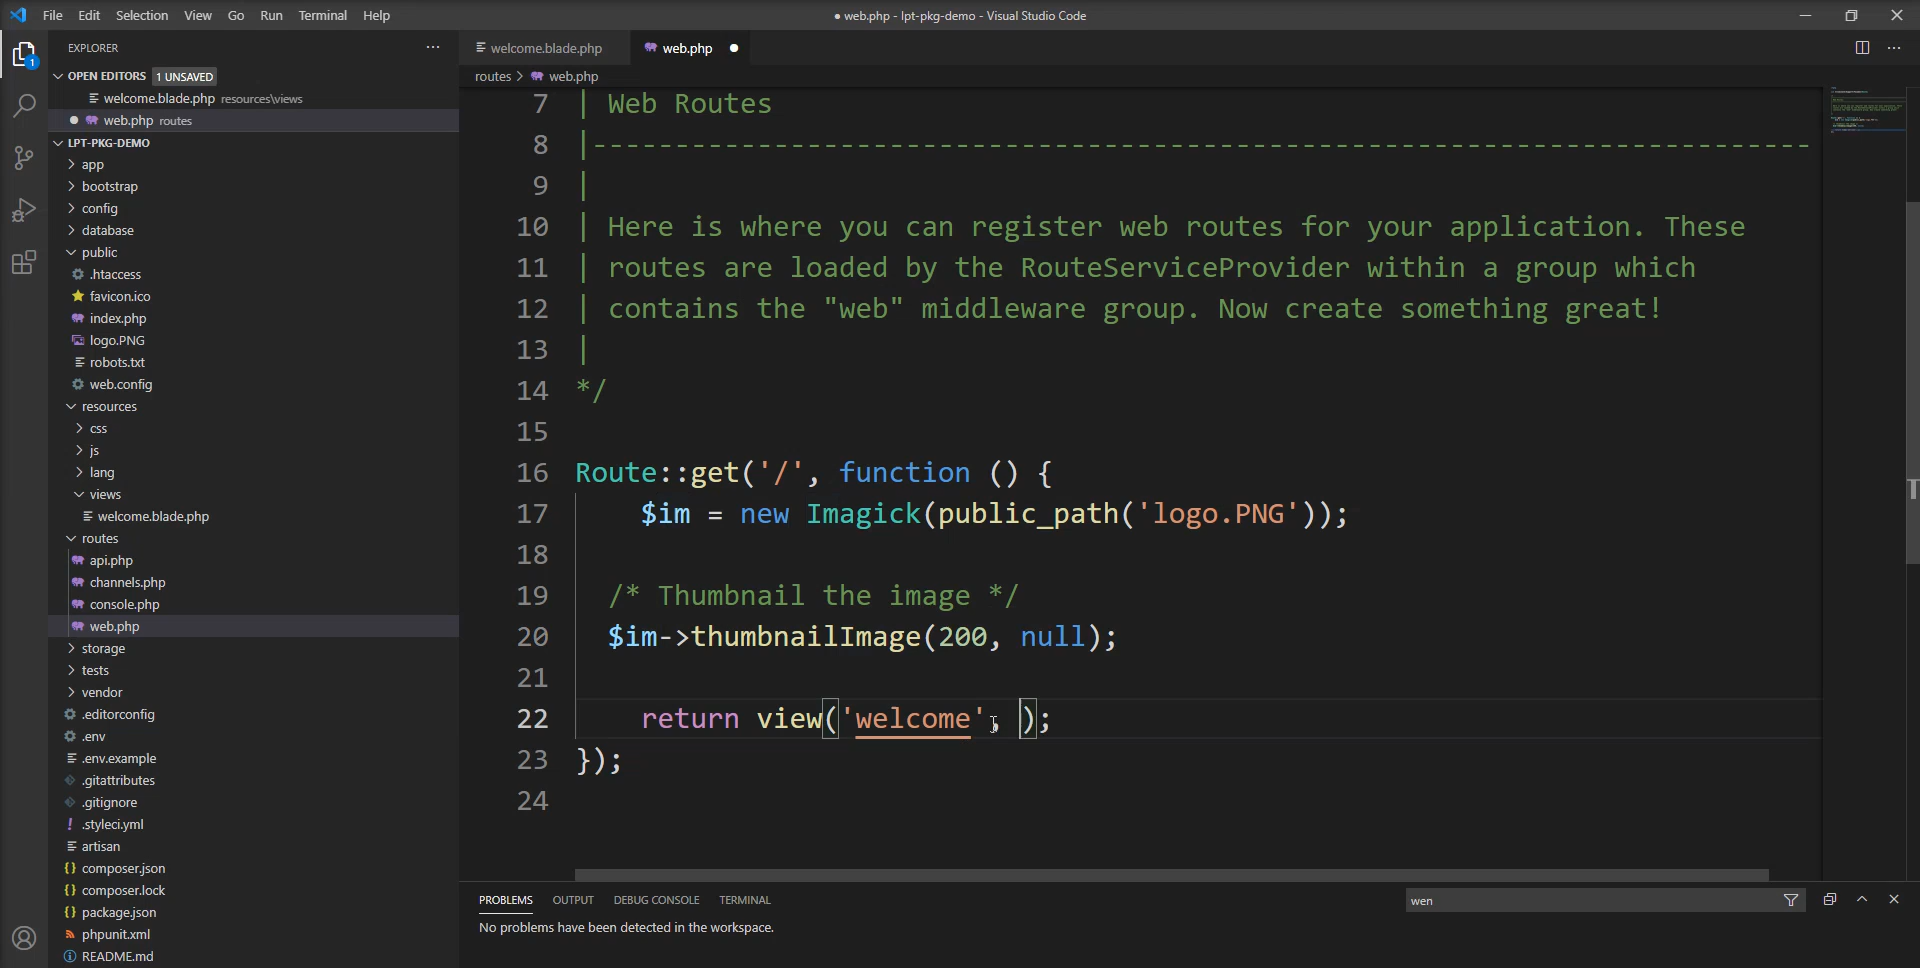 File Edit Selection View Go Run Terminal Help
● web.php - lpt-pkg-demo - Visual Studio Code
EXPLORER
welcome.blade.php
web.php ●
OPEN EDITORS 1 UNSAVED
routes > web.php
welcome.blade.php resources\views
● web.php routes
LPT-PKG-DEMO
app
bootstrap
config
database
public
.htaccess
favicon.ico
index.php
logo.PNG
robots.txt
web.config
resources
css
js
lang
views
welcome.blade.php
routes
api.php
channels.php
console.php
web.php
storage
tests
vendor
.editorconfig
.env
.env.example
.gitattributes
.gitignore
.styleci.yml
artisan
composer.json
composer.lock
package.json
phpunit.xml
README.md
1
7 | Web Routes
8 |--------------------------------------------------------------------------
9 |
10 | Here is where you can register web routes for your application. These
11 | routes are loaded by the RouteServiceProvider within a group which
12 | contains the "web" middleware group. Now create something great!
13 |
14 */
15
16 Route::get('/', function () {
17 $im = new Imagick(public_path('logo.PNG'));
18
19 /* Thumbnail the image */
20 $im->thumbnailImage(200, null);
21
22 return view('welcome', );
23 });
24
PROBLEMS OUTPUT DEBUG CONSOLE TERMINAL
wen
No problems have been detected in the workspace.